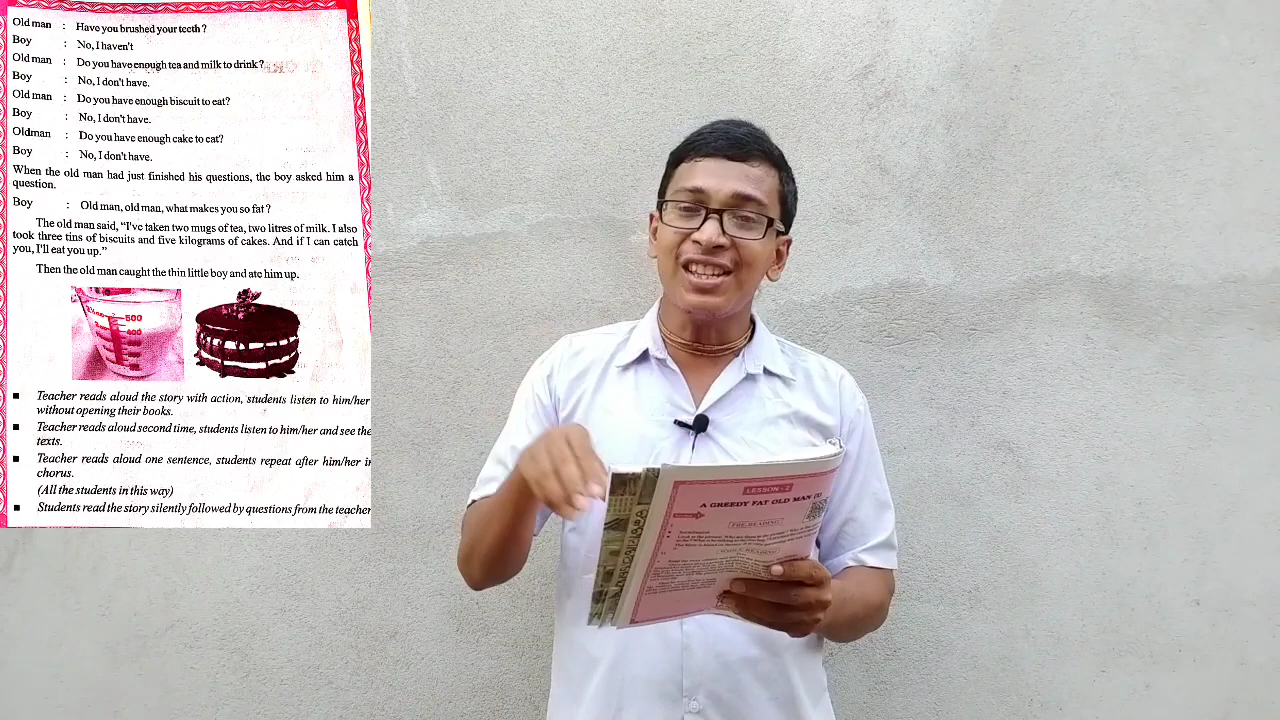 Old man : Have you brushed your teeth ?
Boy : No, I haven't
Old man : Do you have enough tea and milk to drink ?
Boy : No, I don't have.
Old man : Do you have enough biscuit to eat?
Boy : No, I don't have.
Oldman : Do you have enough cake to eat?
Boy : No, I don't have.
When the old man had just finished his questions, the boy asked him a
question.
Boy : Old man, old man, what makes you so fat ?
The old man said, “I've taken two mugs of tea, two litres of milk. I also
took three tins of biscuits and five kilograms of cakes. And if I can catch
you, I'll eat you up.”
Then the old man caught the thin little boy and ate him up.
500
400
■ Teacher reads aloud the story with action, students listen to him/her
without opening their books.
■ Teacher reads aloud second time, students listen to him/her and see the
texts.
■ Teacher reads aloud one sentence, students repeat after him/her in
chorus.
(All the students in this way)
■ Students read the story silently followed by questions from the teacher
LESSON - 2
A GREEDY FAT OLD MAN (I)
PRE-READING
WHILE-READING